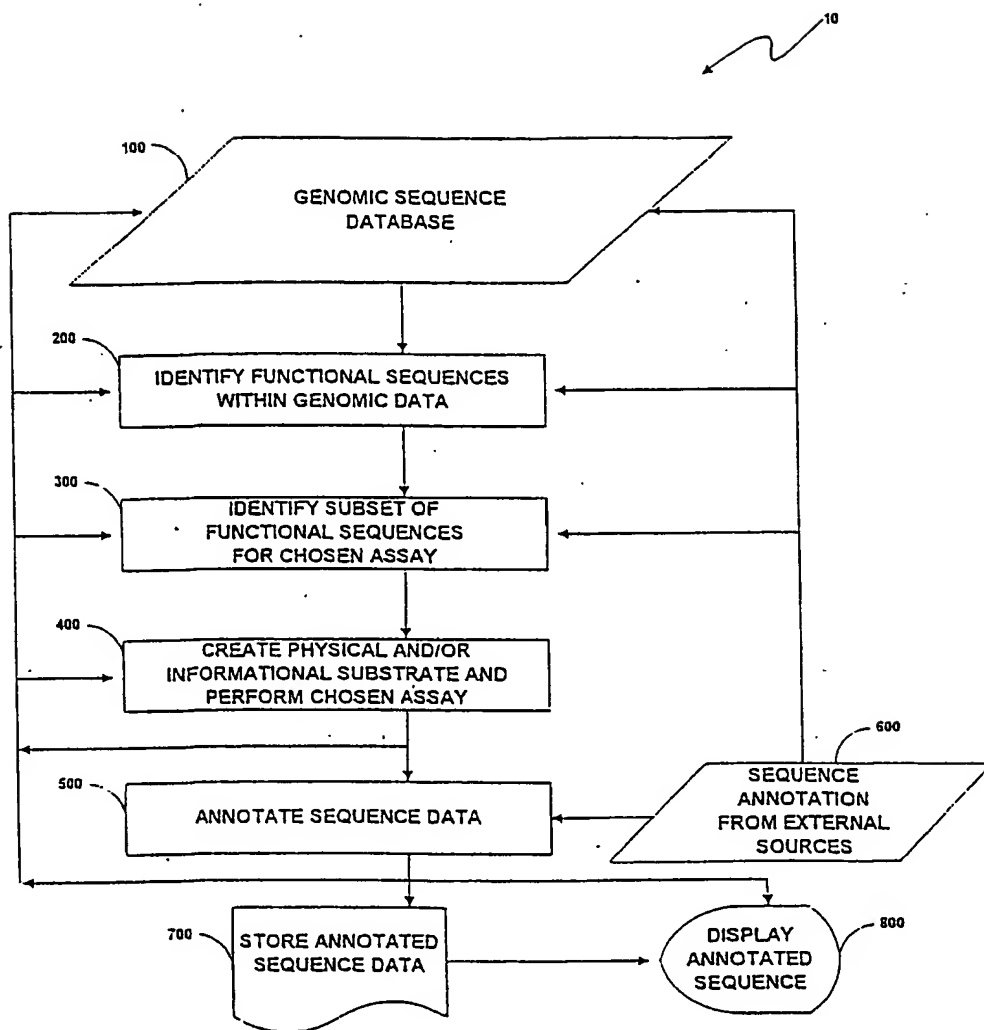 10
100
GENOMIC SEQUENCE
DATABASE
200
IDENTIFY FUNCTIONAL SEQUENCES
WITHIN GENOMIC DATA
300
IDENTIFY SUBSET OF
FUNCTIONAL SEQUENCES
FOR CHOSEN ASSAY
400
CREATE PHYSICAL AND/OR
INFORMATIONAL SUBSTRATE AND
PERFORM CHOSEN ASSAY
600
SEQUENCE
ANNOTATION
FROM EXTERNAL
SOURCES
500
ANNOTATE SEQUENCE DATA
700
STORE ANNOTATED
SEQUENCE DATA
800
DISPLAY
ANNOTATED
SEQUENCE